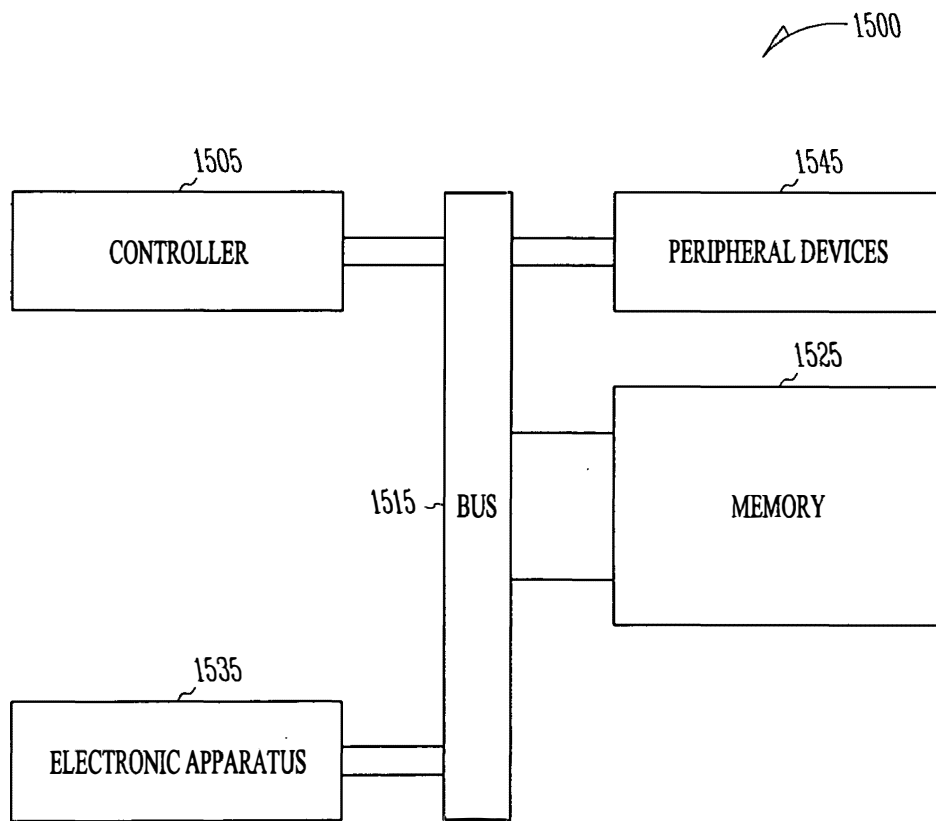 1500
1505
1545
CONTROLLER
PERIPHERAL DEVICES
1525
1515
BUS
MEMORY
1535
ELECTRONIC APPARATUS